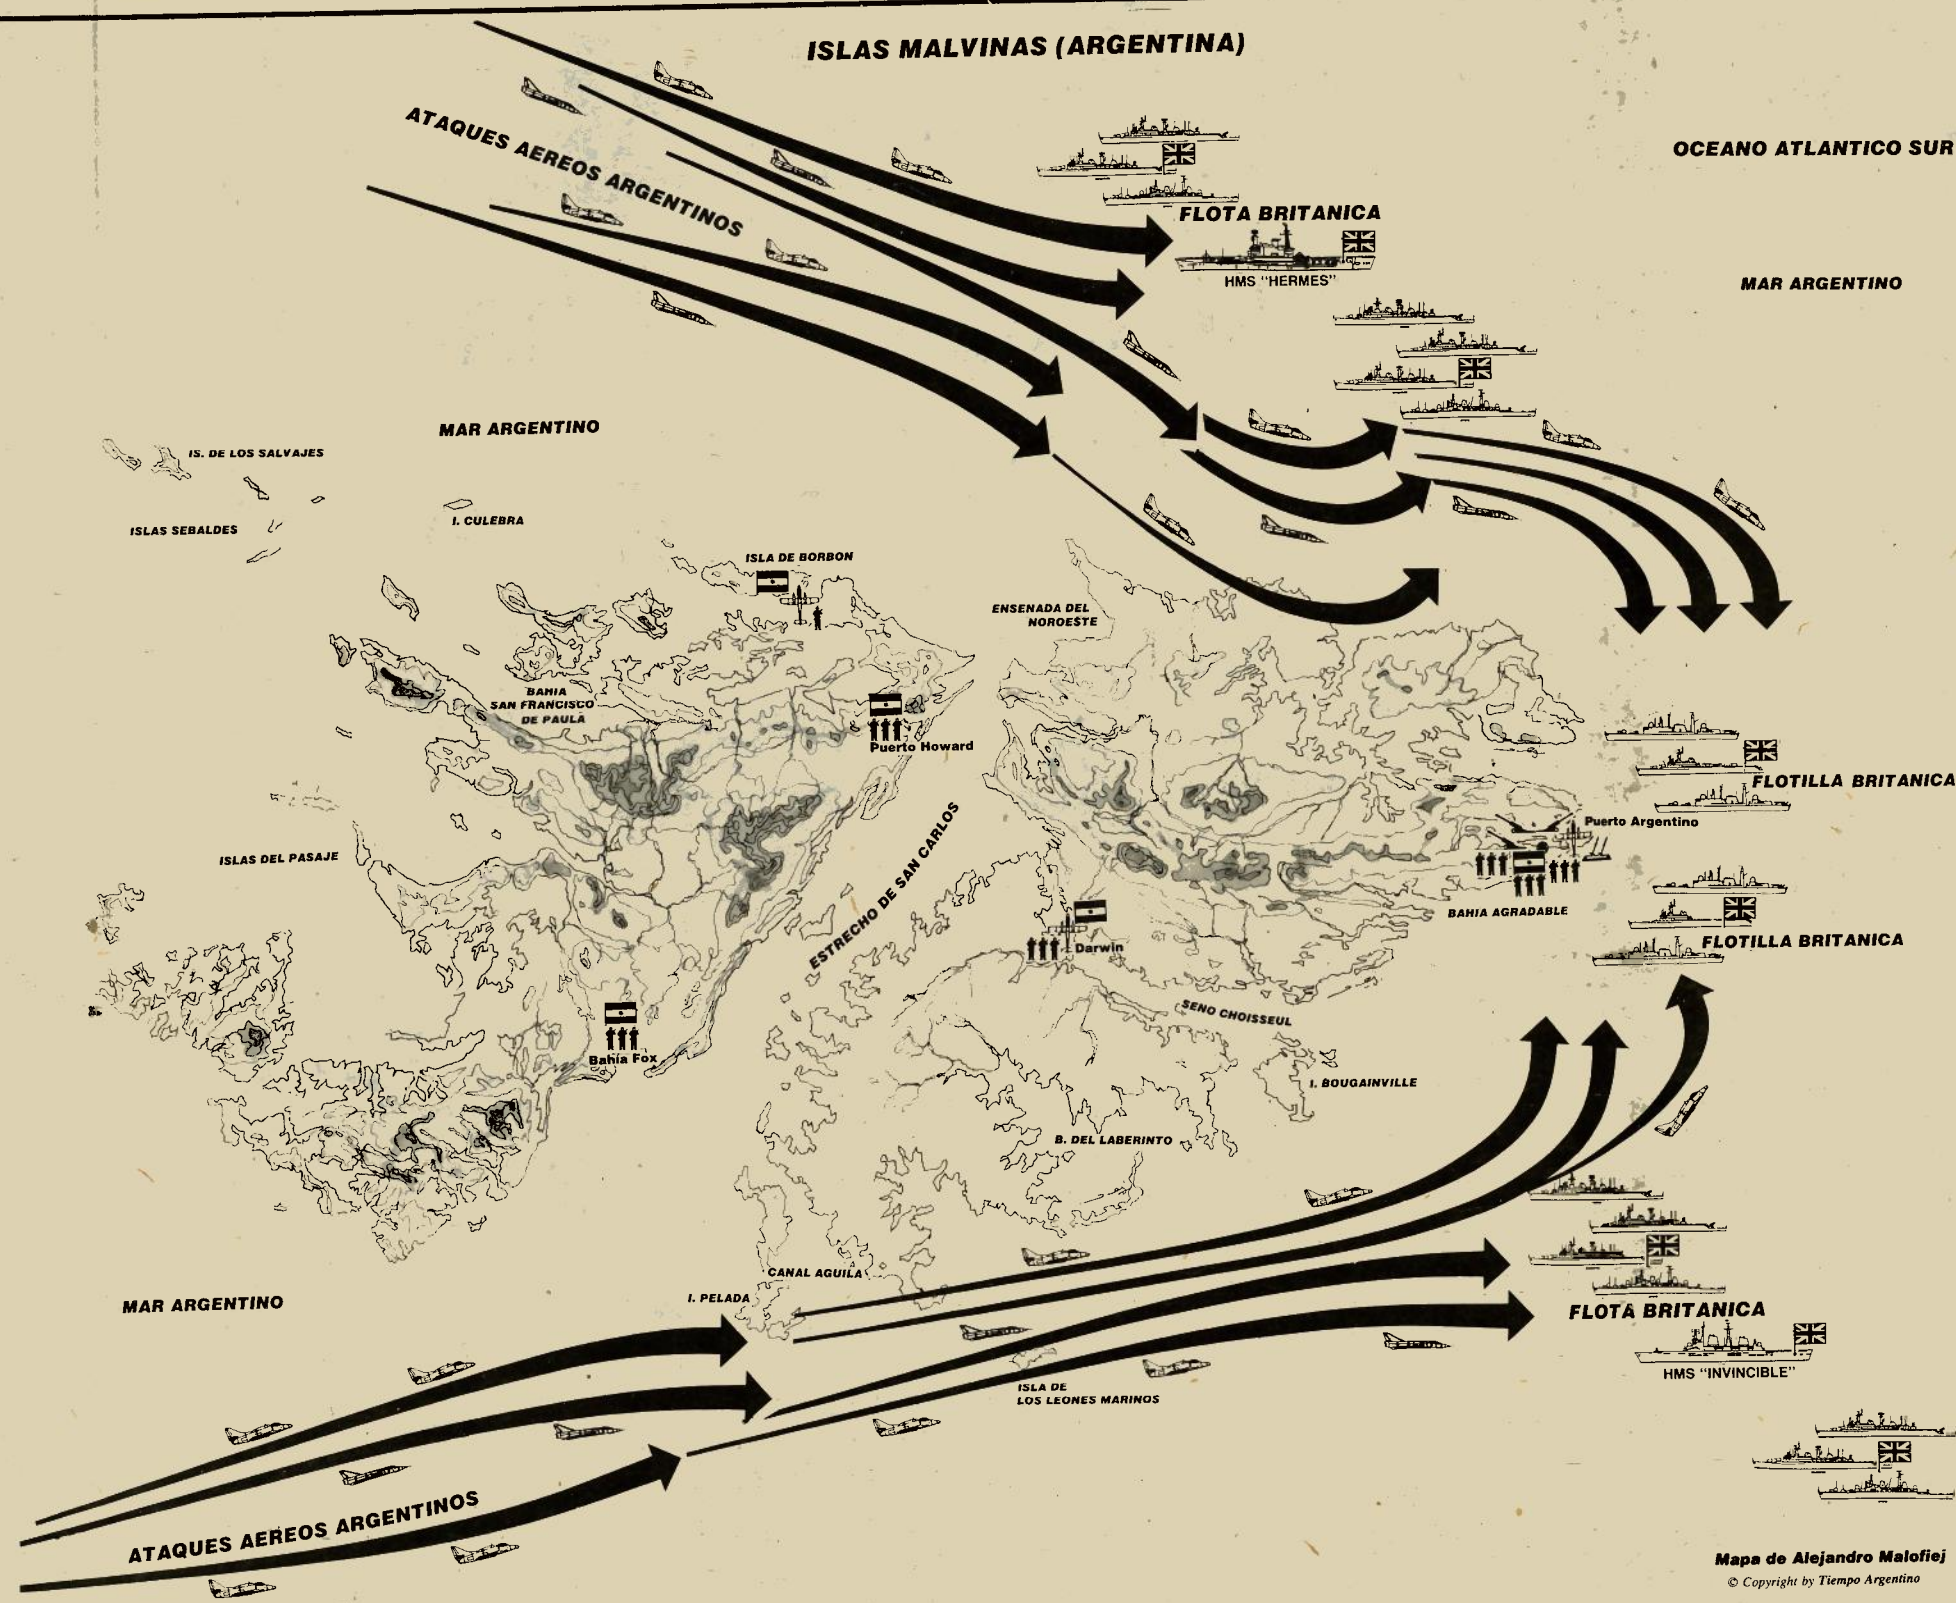 ISLAS MALVINAS (ARGENTINA)
ATAQUES AEREOS ARGENTINOS
OCEANO ATLANTICO SUR
FLOTA BRITANICA
HMS "HERMES"
MAR ARGENTINO
MAR ARGENTINO
IS. DE LOS SALVAJES
ISLAS SEBALDES
I. CULEBRA
ISLA DE BORBON
ENSENADA DEL
NOROESTE
BAHIA
SAN FRANCISCO
DE PAULA
Puerto Howard
FLOTILLA BRITANICA
Puerto Argentino
ISLAS DEL PASAJE
ESTRECHO DE SAN CARLOS
BAHIA AGRADABLE
FLOTILLA BRITANICA
Darwin
SENO CHOISSEUL
Bahía Fox
I. BOUGAINVILLE
B. DEL LABERINTO
CANAL AGUILA
I. PELADA
MAR ARGENTINO
FLOTA BRITANICA
HMS "INVINCIBLE"
ISLA DE
LOS LEONES MARINOS
ATAQUES AEREOS ARGENTINOS
Mapa de Alejandro Malofiej
© Copyright by Tiempo Argentino